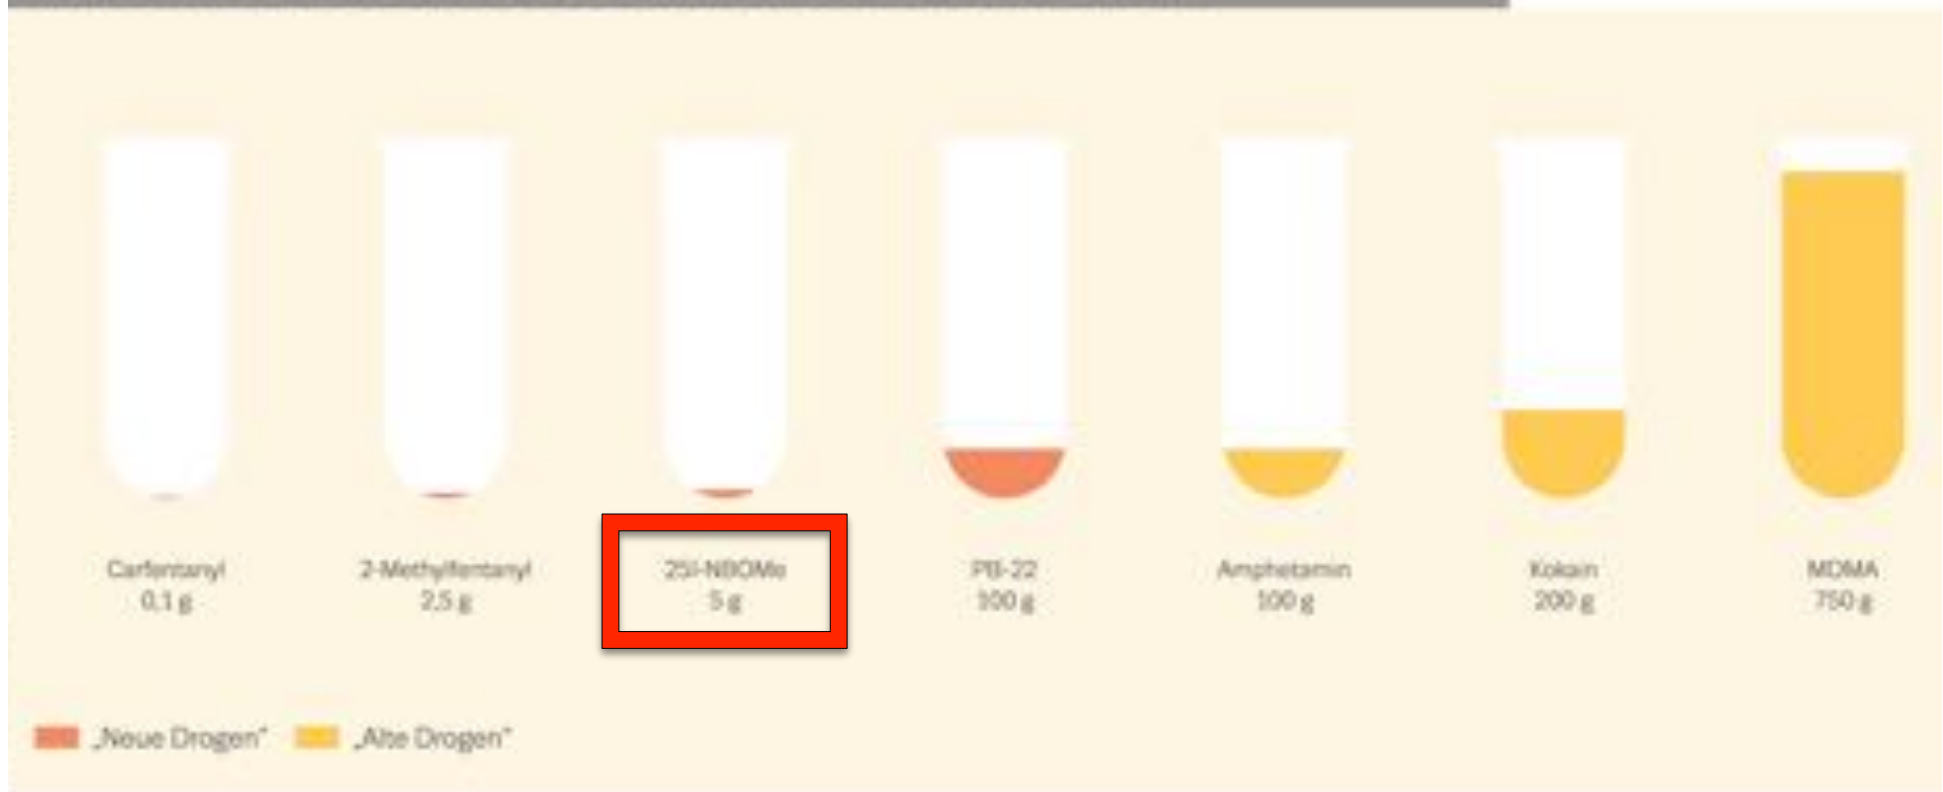 Carfentanyl
0,1 g
2-Methylfentanyl
2,5 g
25I-NBOMe
5 g
PB-22
100 g
Amphetamin
100 g
Kokain
200 g
MDMA
750 g
„Neue Drogen“
„Alte Drogen“